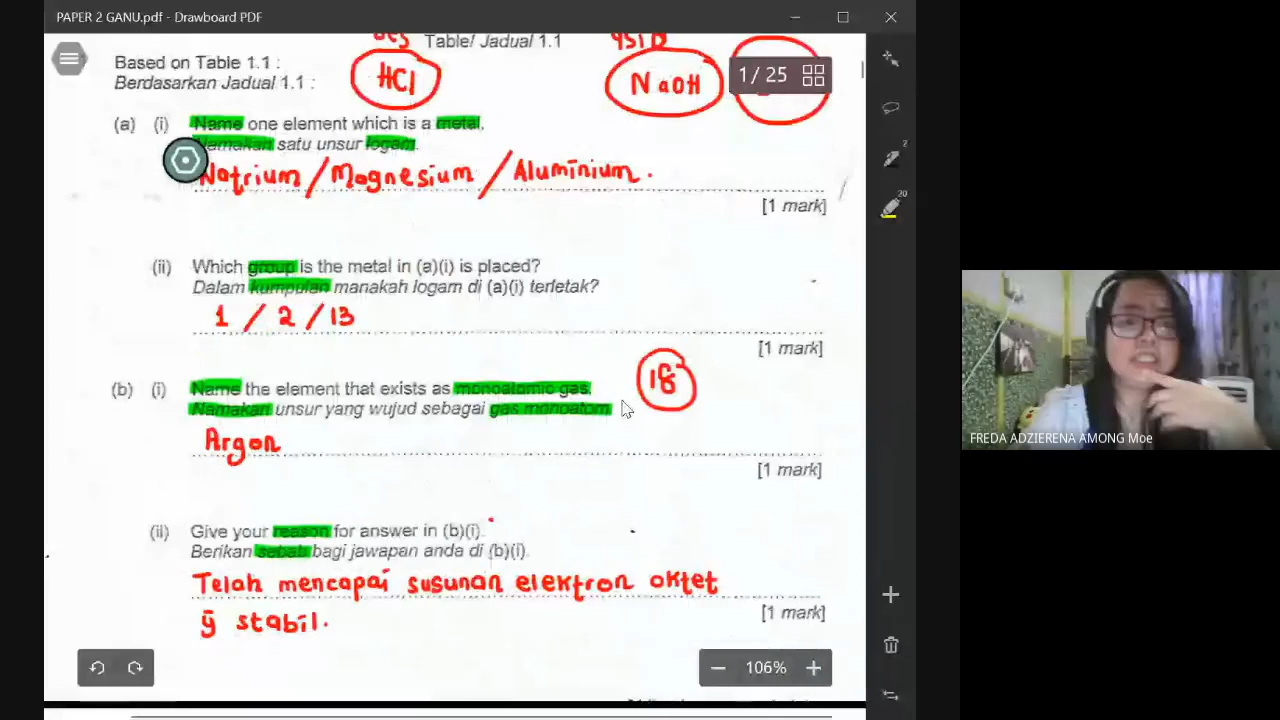 PAPER 2 GANU.pdf - Drawboard PDF
Table/ Jadual 1.1
Based on Table 1.1 :
Berdasarkan Jadual 1.1 :
HCl
NaOH
1 / 25
(a) (i) Name one element which is a metal.
Namakan satu unsur logam.
Natrium / Magnesium / Aluminium.
[1 mark]
(ii) Which group is the metal in (a)(i) is placed?
Dalam kumpulan manakah logam di (a)(i) terletak?
1 / 2 / 13
[1 mark]
(b) (i) Name the element that exists as monoatomic gas.
Namakan unsur yang wujud sebagai gas monoatom
18
Argon
[1 mark]
(ii) Give your reason for answer in (b)(i).
Berikan sebab bagi jawapan anda di (b)(i).
Telah mencapai susunan elektron oktet
[1 mark]
ÿ stabil.
106%
2
20
FREDA ADZIERENA AMONG Moe